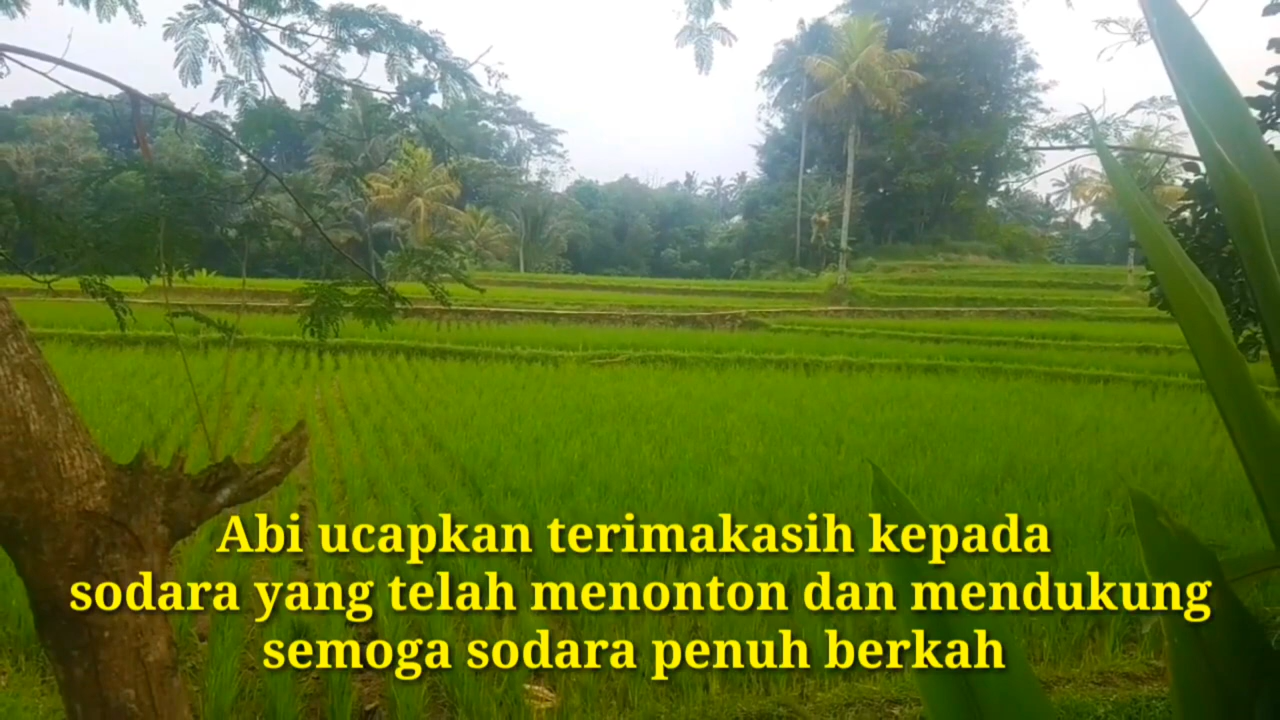 Abi ucapkan terimakasih kepada
sodara yang telah menonton dan mendukung
semoga sodara penuh berkah